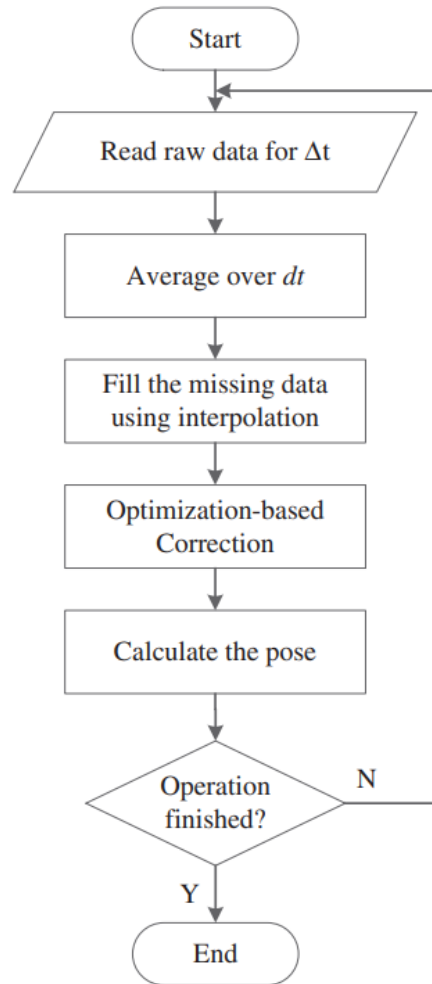 Start
Read raw data for Δt
Average over dt
Fill the missing data
using interpolation
Optimization-based
Correction
Calculate the pose
Operation
finished?
N
Y
End